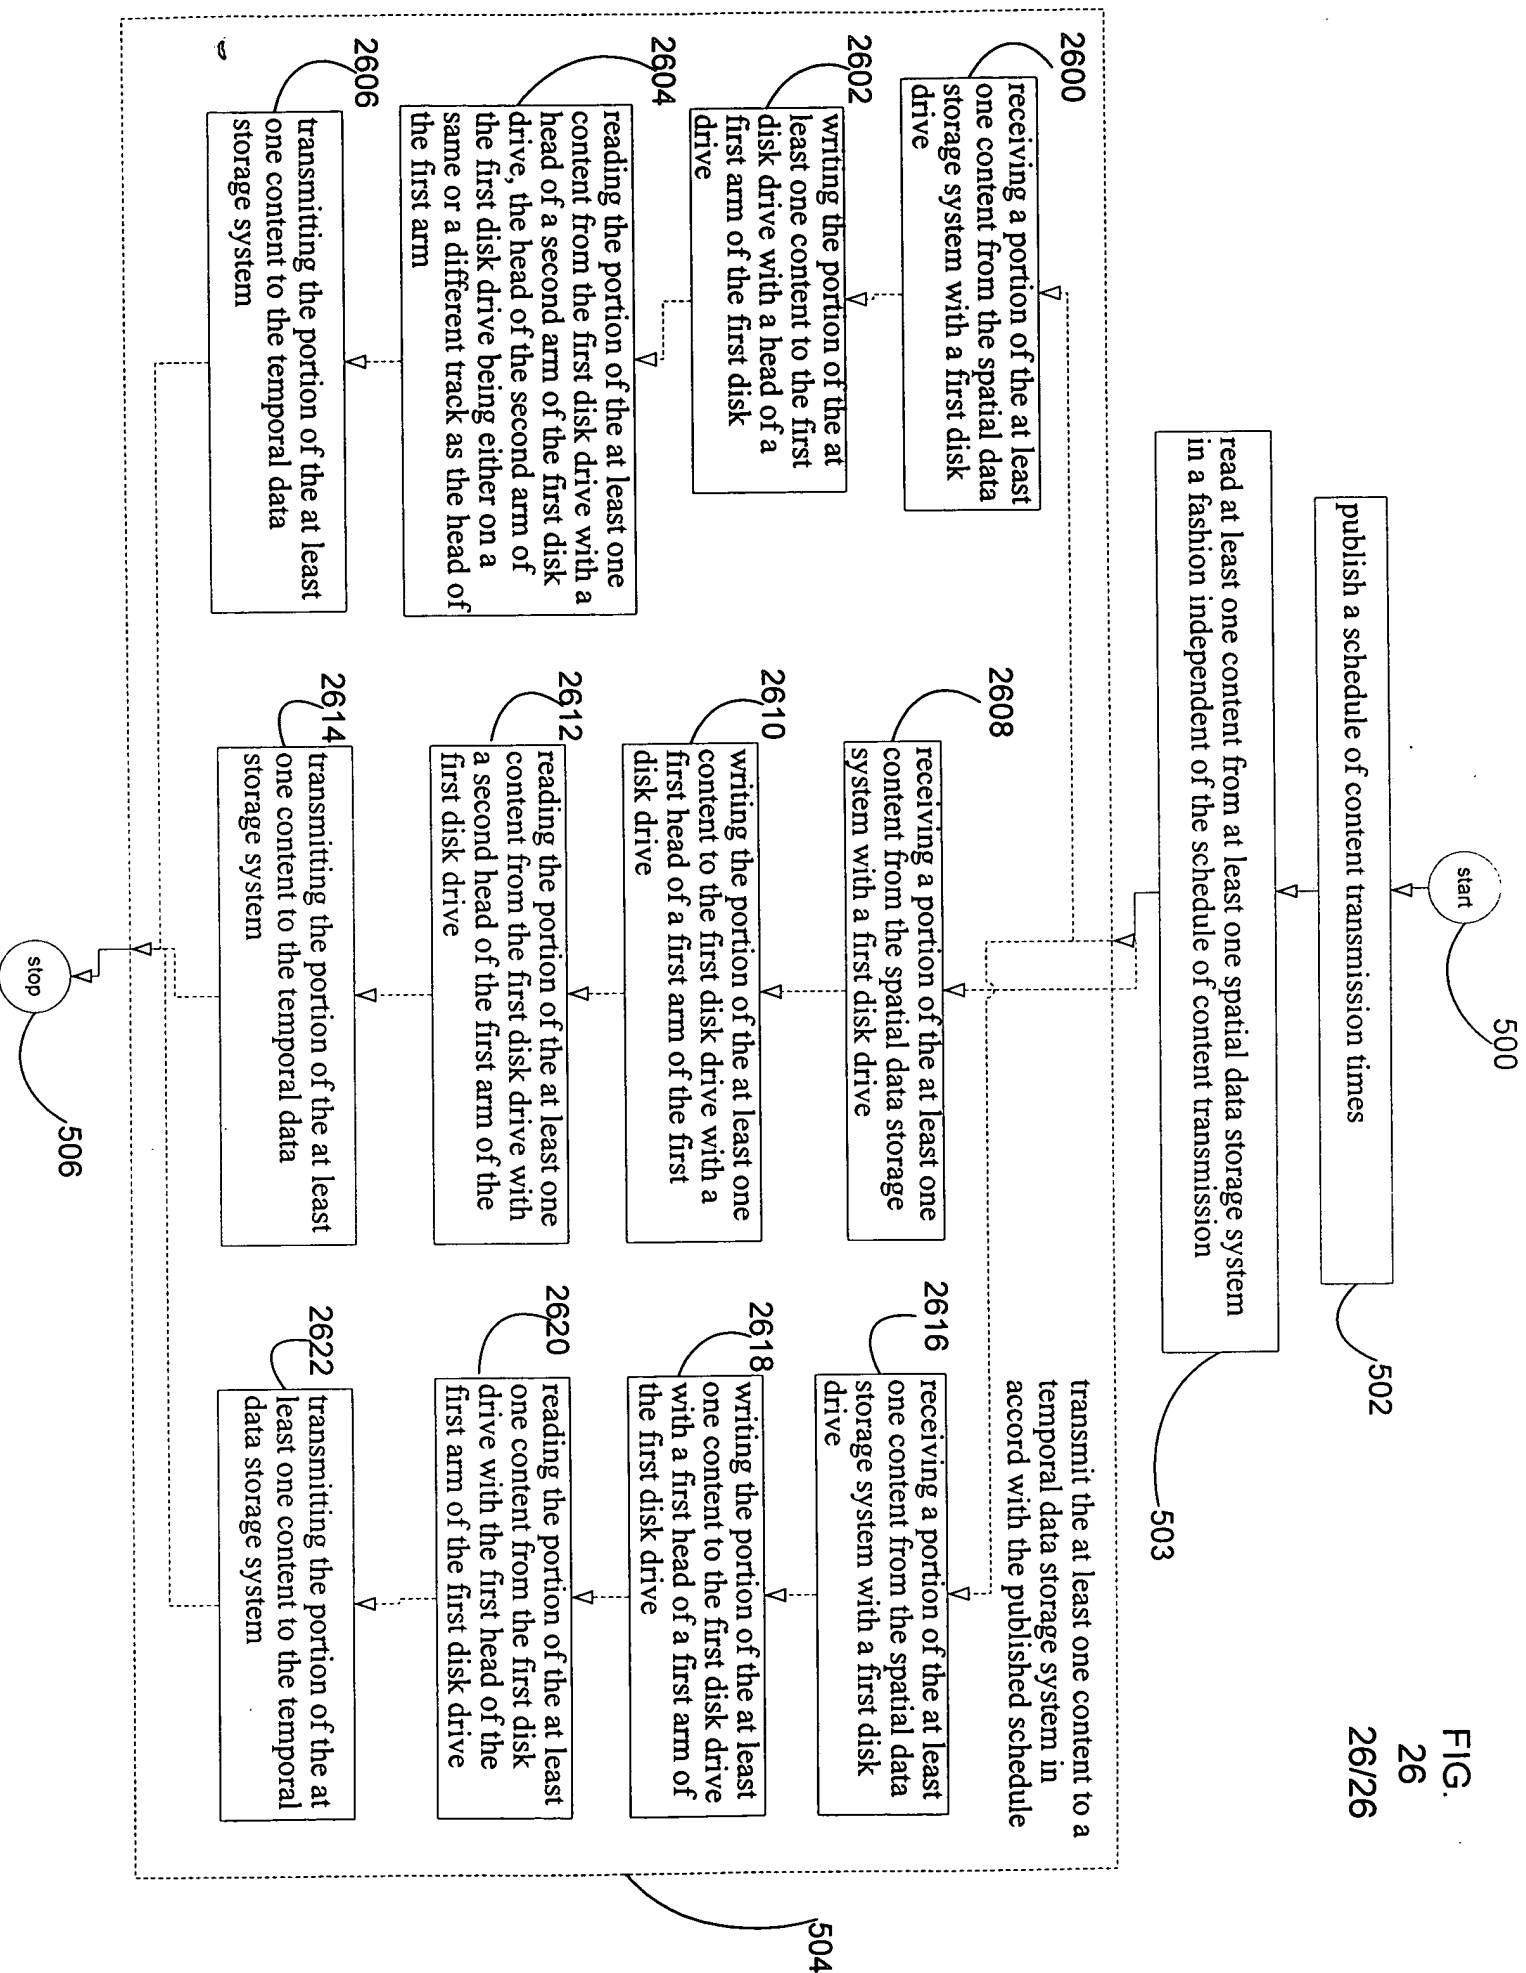 FIG.
26
26/26
start
500
publish a schedule of content transmission times
502
read at least one content from at least one spatial data storage system
in a fashion independent of the schedule of content transmission
503
transmit the at least one content to a
temporal data storage system in
accord with the published schedule
504
2600
receiving a portion of the at least
one content from the spatial data
storage system with a first disk
drive
2602
writing the portion of the at
least one content to the first
disk drive with a head of a
first arm of the first disk
drive
2604
reading the portion of the at least one
content from the first disk drive with a
head of a second arm of the first disk
drive, the head of the second arm of
the first disk drive being either on a
same or a different track as the head of
the first arm
2606
transmitting the portion of the at least
one content to the temporal data
storage system
2608
receiving a portion of the at least one
content from the spatial data storage
system with a first disk drive
2610
writing the portion of the at least one
content to the first disk drive with a
first head of a first arm of the first
disk drive
2612
reading the portion of the at least one
content from the first disk drive with
a second head of the first arm of the
first disk drive
2614
transmitting the portion of the at least
one content to the temporal data
storage system
2616
receiving a portion of the at least
one content from the spatial data
storage system with a first disk
drive
2618
writing the portion of the at least
one content to the first disk drive
with a first head of a first arm of
the first disk drive
2620
reading the portion of the at least
one content from the first disk
drive with the first head of the
first arm of the first disk drive
2622
transmitting the portion of the at
least one content to the temporal
data storage system
stop
506